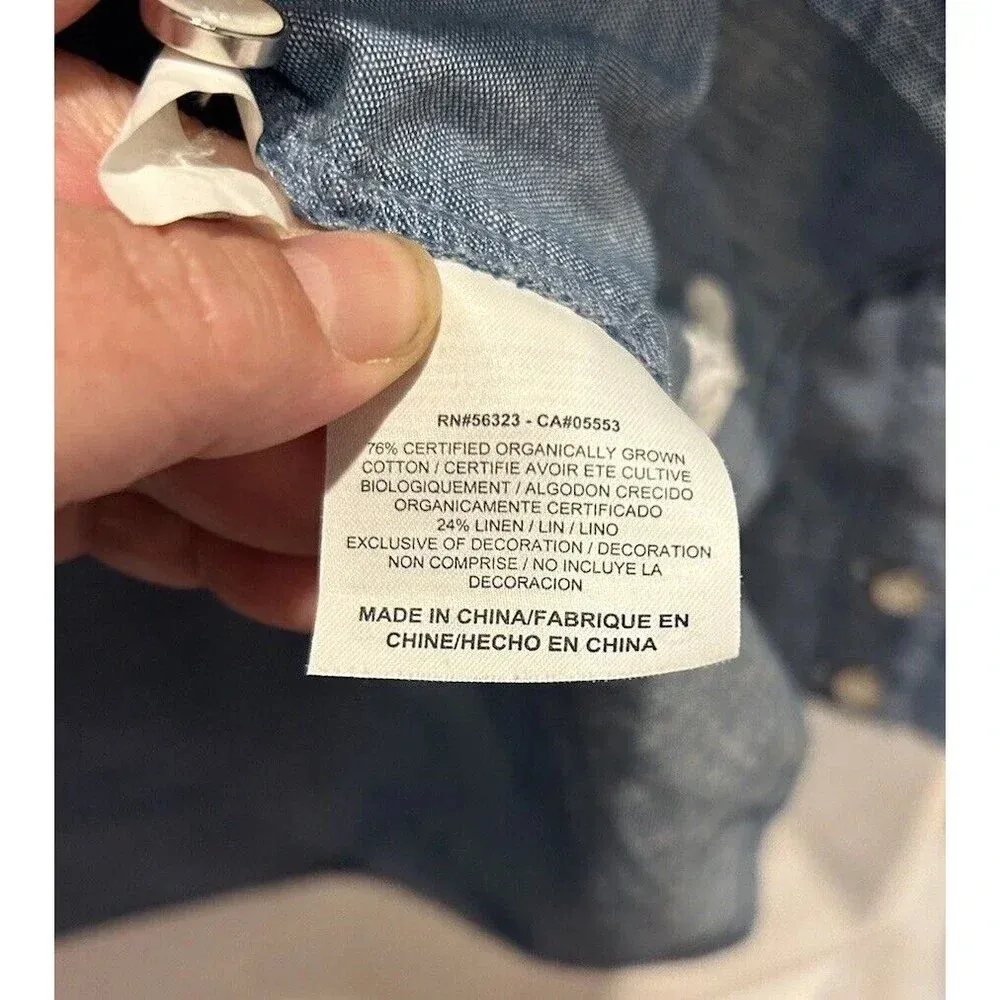 RN#56323 - CA#05553
76% CERTIFIED ORGANICALLY GROWN
COTTON / CERTIFIE AVOIR ETE CULTIVE
BIOLOGIQUEMENT / ALGODON CRECIDO
ORGANICAMENTE CERTIFICADO
24% LINEN / LIN / LINO
EXCLUSIVE OF DECORATION / DECORATION
NON COMPRISE / NO INCLUYE LA
DECORACION
MADE IN CHINA/FABRIQUE EN
CHINE/HECHO EN CHINA